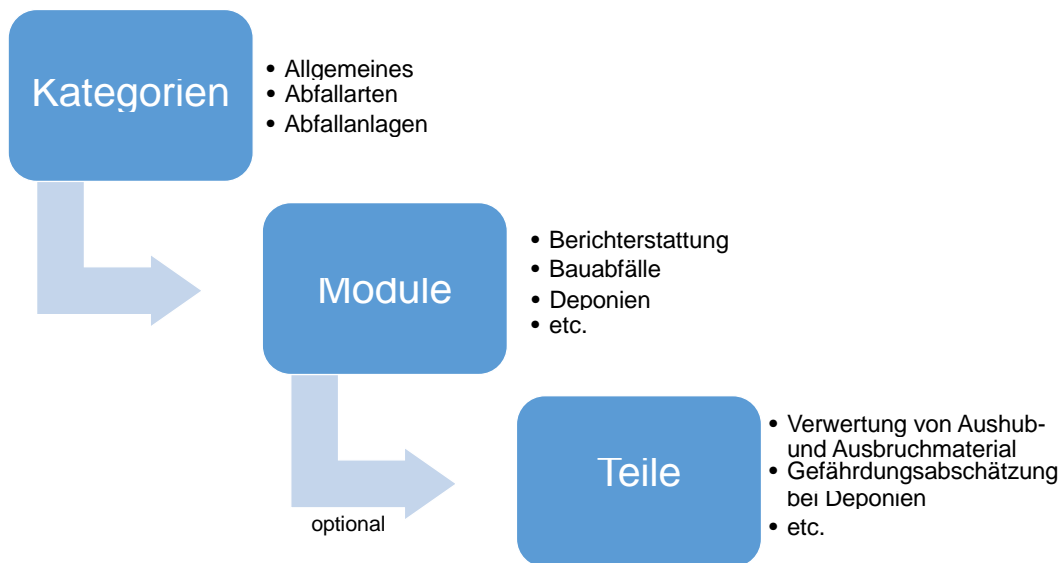 Kategorien
• Allgemeines
• Abfallarten
• Abfallanlagen
Module
• Berichterstattung
• Bauabfälle
• Deponien
• etc.
optional
Teile
• Verwertung von Aushub-
und Ausbruchmaterial
• Gefährdungsabschätzung
bei Deponien
• etc.